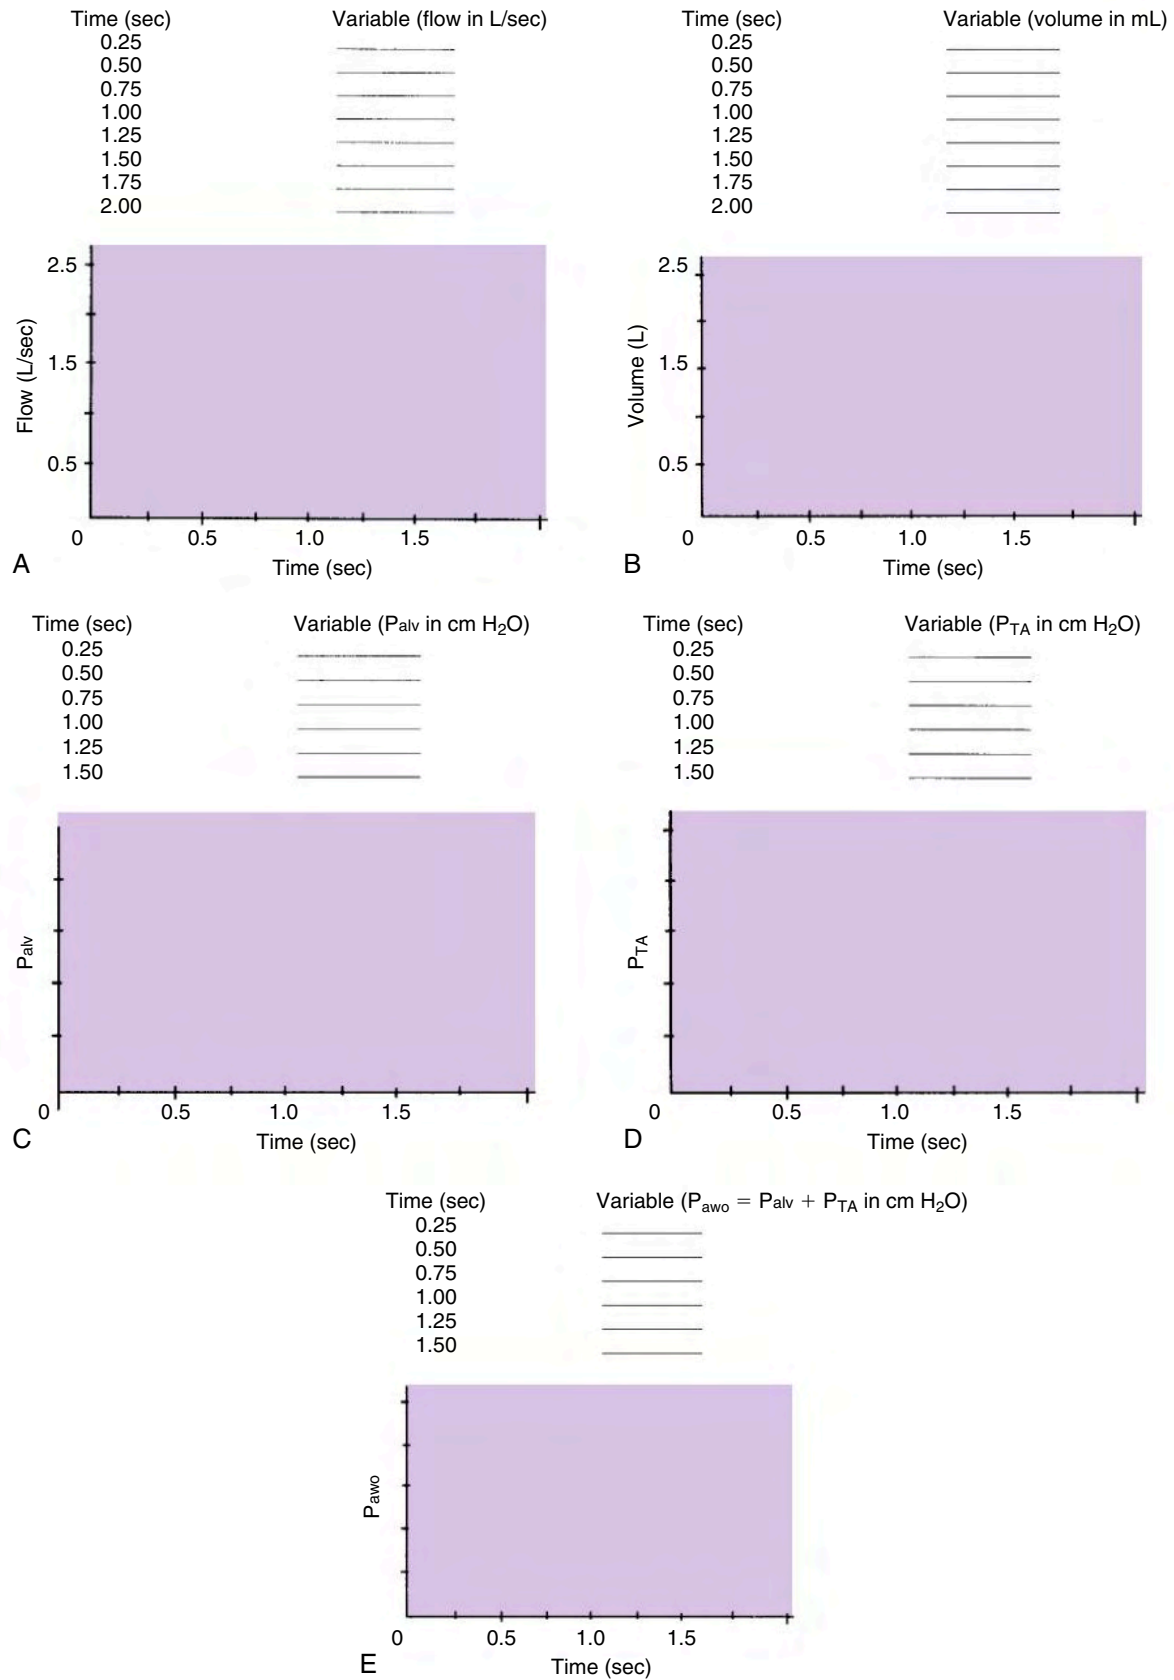 Time (sec) Variable (flow in L/sec)
0.25
0.50
0.75
1.00
1.25
1.50
1.75
2.00
2.5
1.5
0.5
Flow (L/sec)
0 0.5 1.0 1.5
Time (sec)
A
Time (sec) Variable (volume in mL)
0.25
0.50
0.75
1.00
1.25
1.50
1.75
2.00
2.5
1.5
0.5
Volume (L)
0 0.5 1.0 1.5
Time (sec)
B
Time (sec) Variable (Palv in cm H2O)
0.25
0.50
0.75
1.00
1.25
1.50
Palv
0 0.5 1.0 1.5
Time (sec)
C
Time (sec) Variable (PTA in cm H2O)
0.25
0.50
0.75
1.00
1.25
1.50
PTA
0 0.5 1.0 1.5
Time (sec)
D
Time (sec) Variable (Pawo = Palv + PTA in cm H2O)
0.25
0.50
0.75
1.00
1.25
1.50
Pawo
0 0.5 1.0 1.5
Time (sec)
E